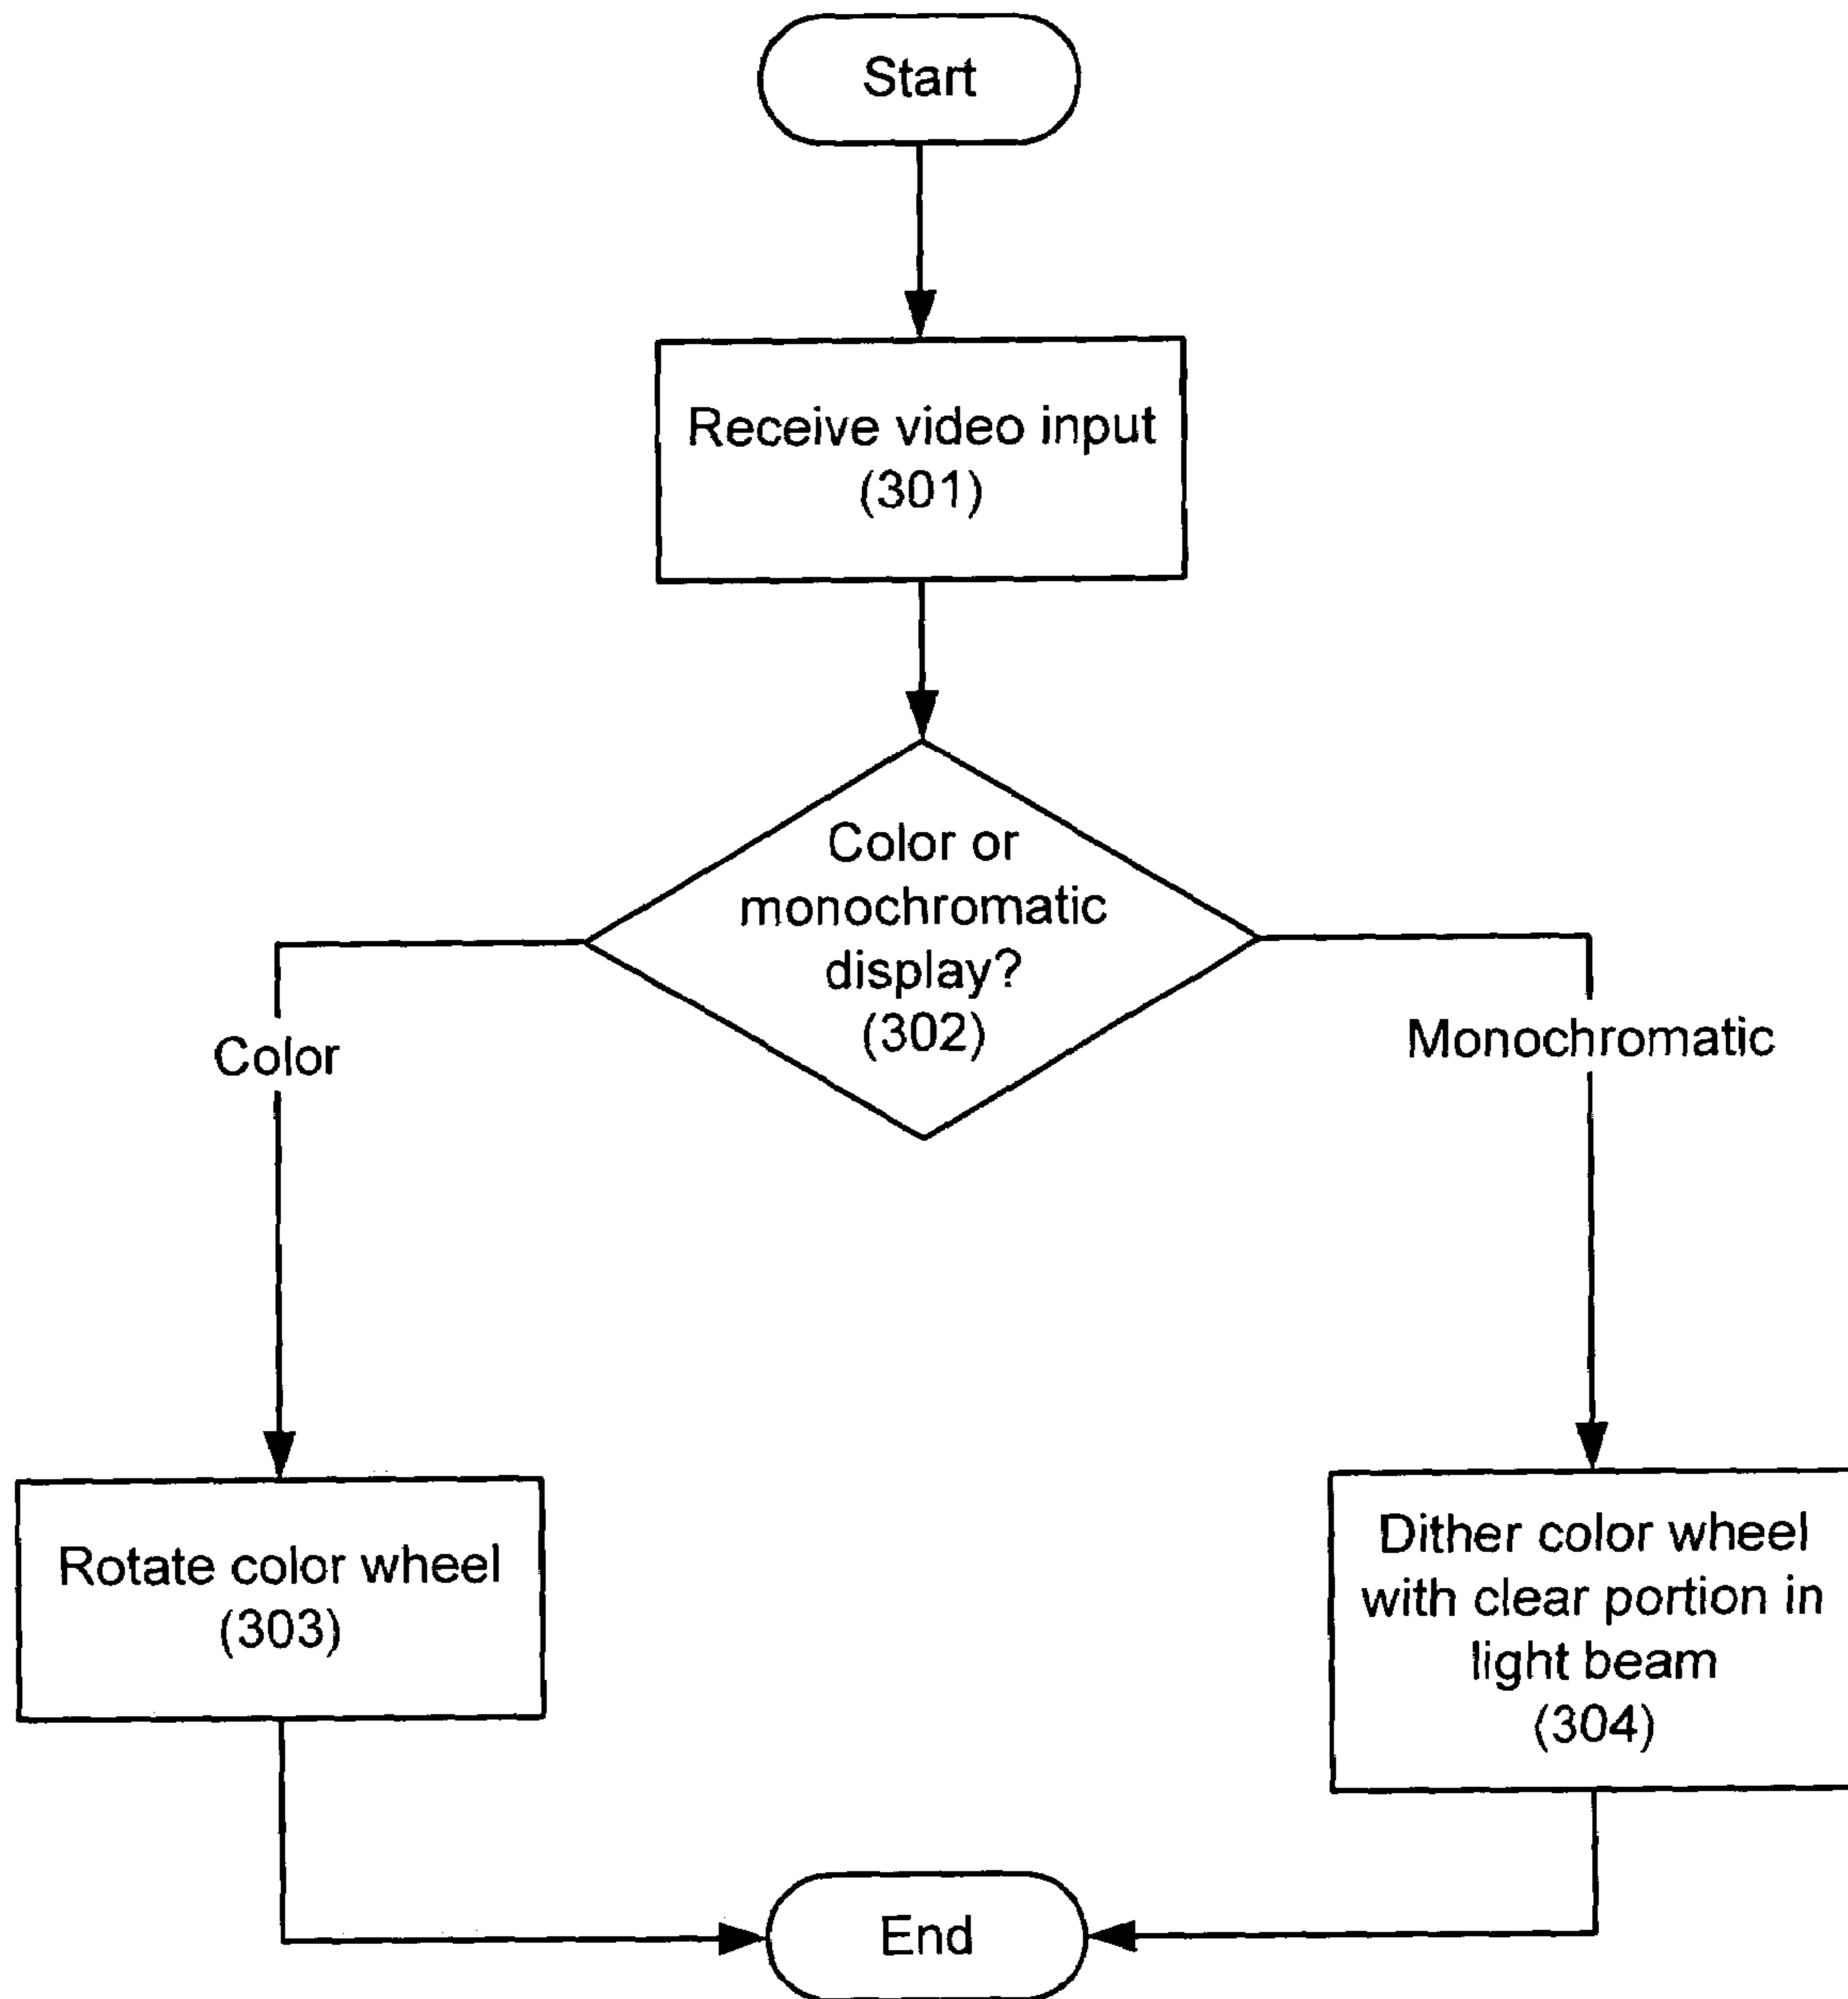 Start
Receive video input
(301)
Color or
monochromatic
display?
(302)
Color
Monochromatic
Rotate color wheel
(303)
Dither color wheel
with clear portion in
light beam
(304)
End